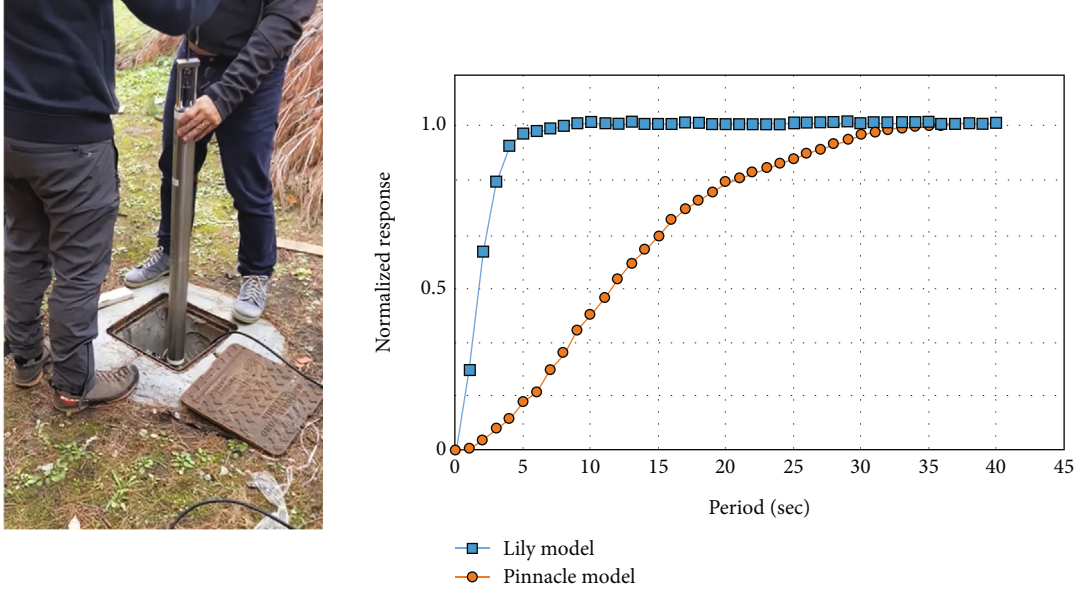 1.0
0.5
0
0 5 10 15 20 25 30 35 40 45
Normalized response
Period (sec)
Lily model
Pinnacle model